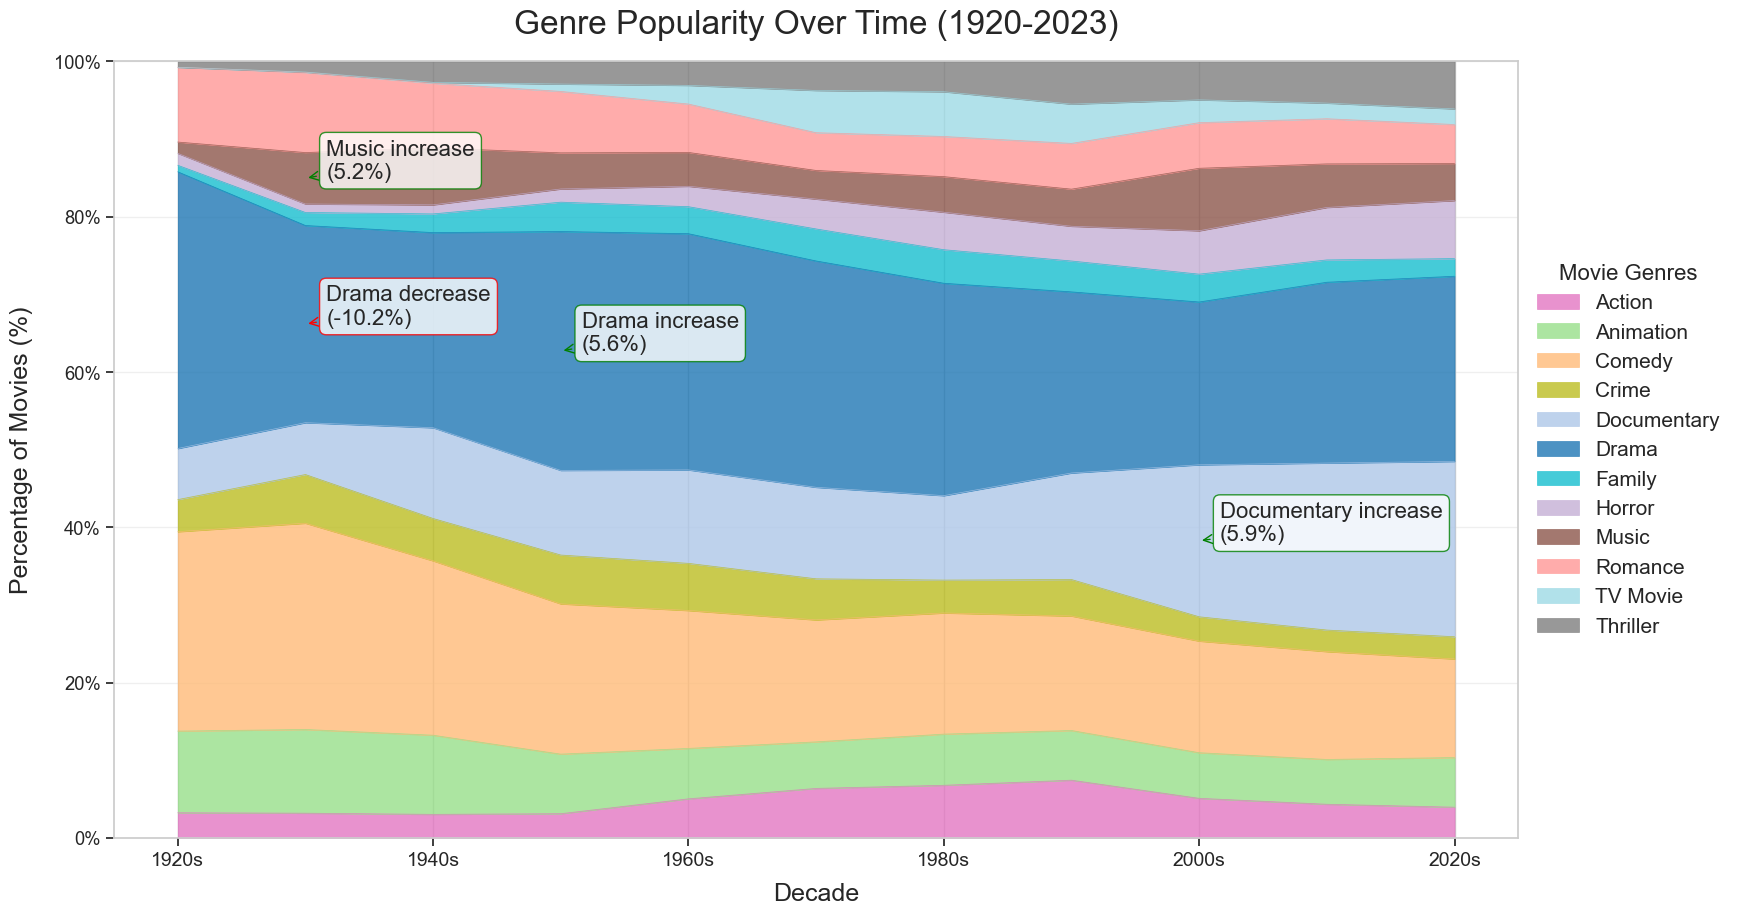 Genre Popularity Over Time (1920-2023)
Percentage of Movies (%)
100%
80%
60%
40%
20%
0%
Music increase
(5.2%)
Drama decrease
(-10.2%)
Drama increase
(5.6%)
Documentary increase
(5.9%)
1920s
1940s
1960s
1980s
2000s
2020s
Decade
Movie Genres
Action
Animation
Comedy
Crime
Documentary
Drama
Family
Horror
Music
Romance
TV Movie
Thriller